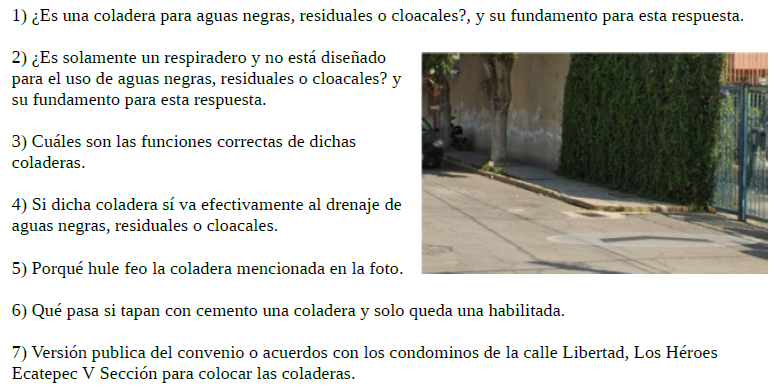 1) ¿Es una coladera para aguas negras, residuales o cloacales?, y su fundamento para esta respuesta.
2) ¿Es solamente un respiradero y no está diseñado
para el uso de aguas negras, residuales o cloacales? y
su fundamento para esta respuesta.
3) Cuáles son las funciones correctas de dichas
coladeras.
4) Si dicha coladera sí va efectivamente al drenaje de
aguas negras, residuales o cloacales.
5) Porqué hule feo la coladera mencionada en la foto.
6) Qué pasa si tapan con cemento una coladera y solo queda una habilitada.
7) Versión publica del convenio o acuerdos con los condominos de la calle Libertad, Los Héroes
Ecatepec V Sección para colocar las coladeras.